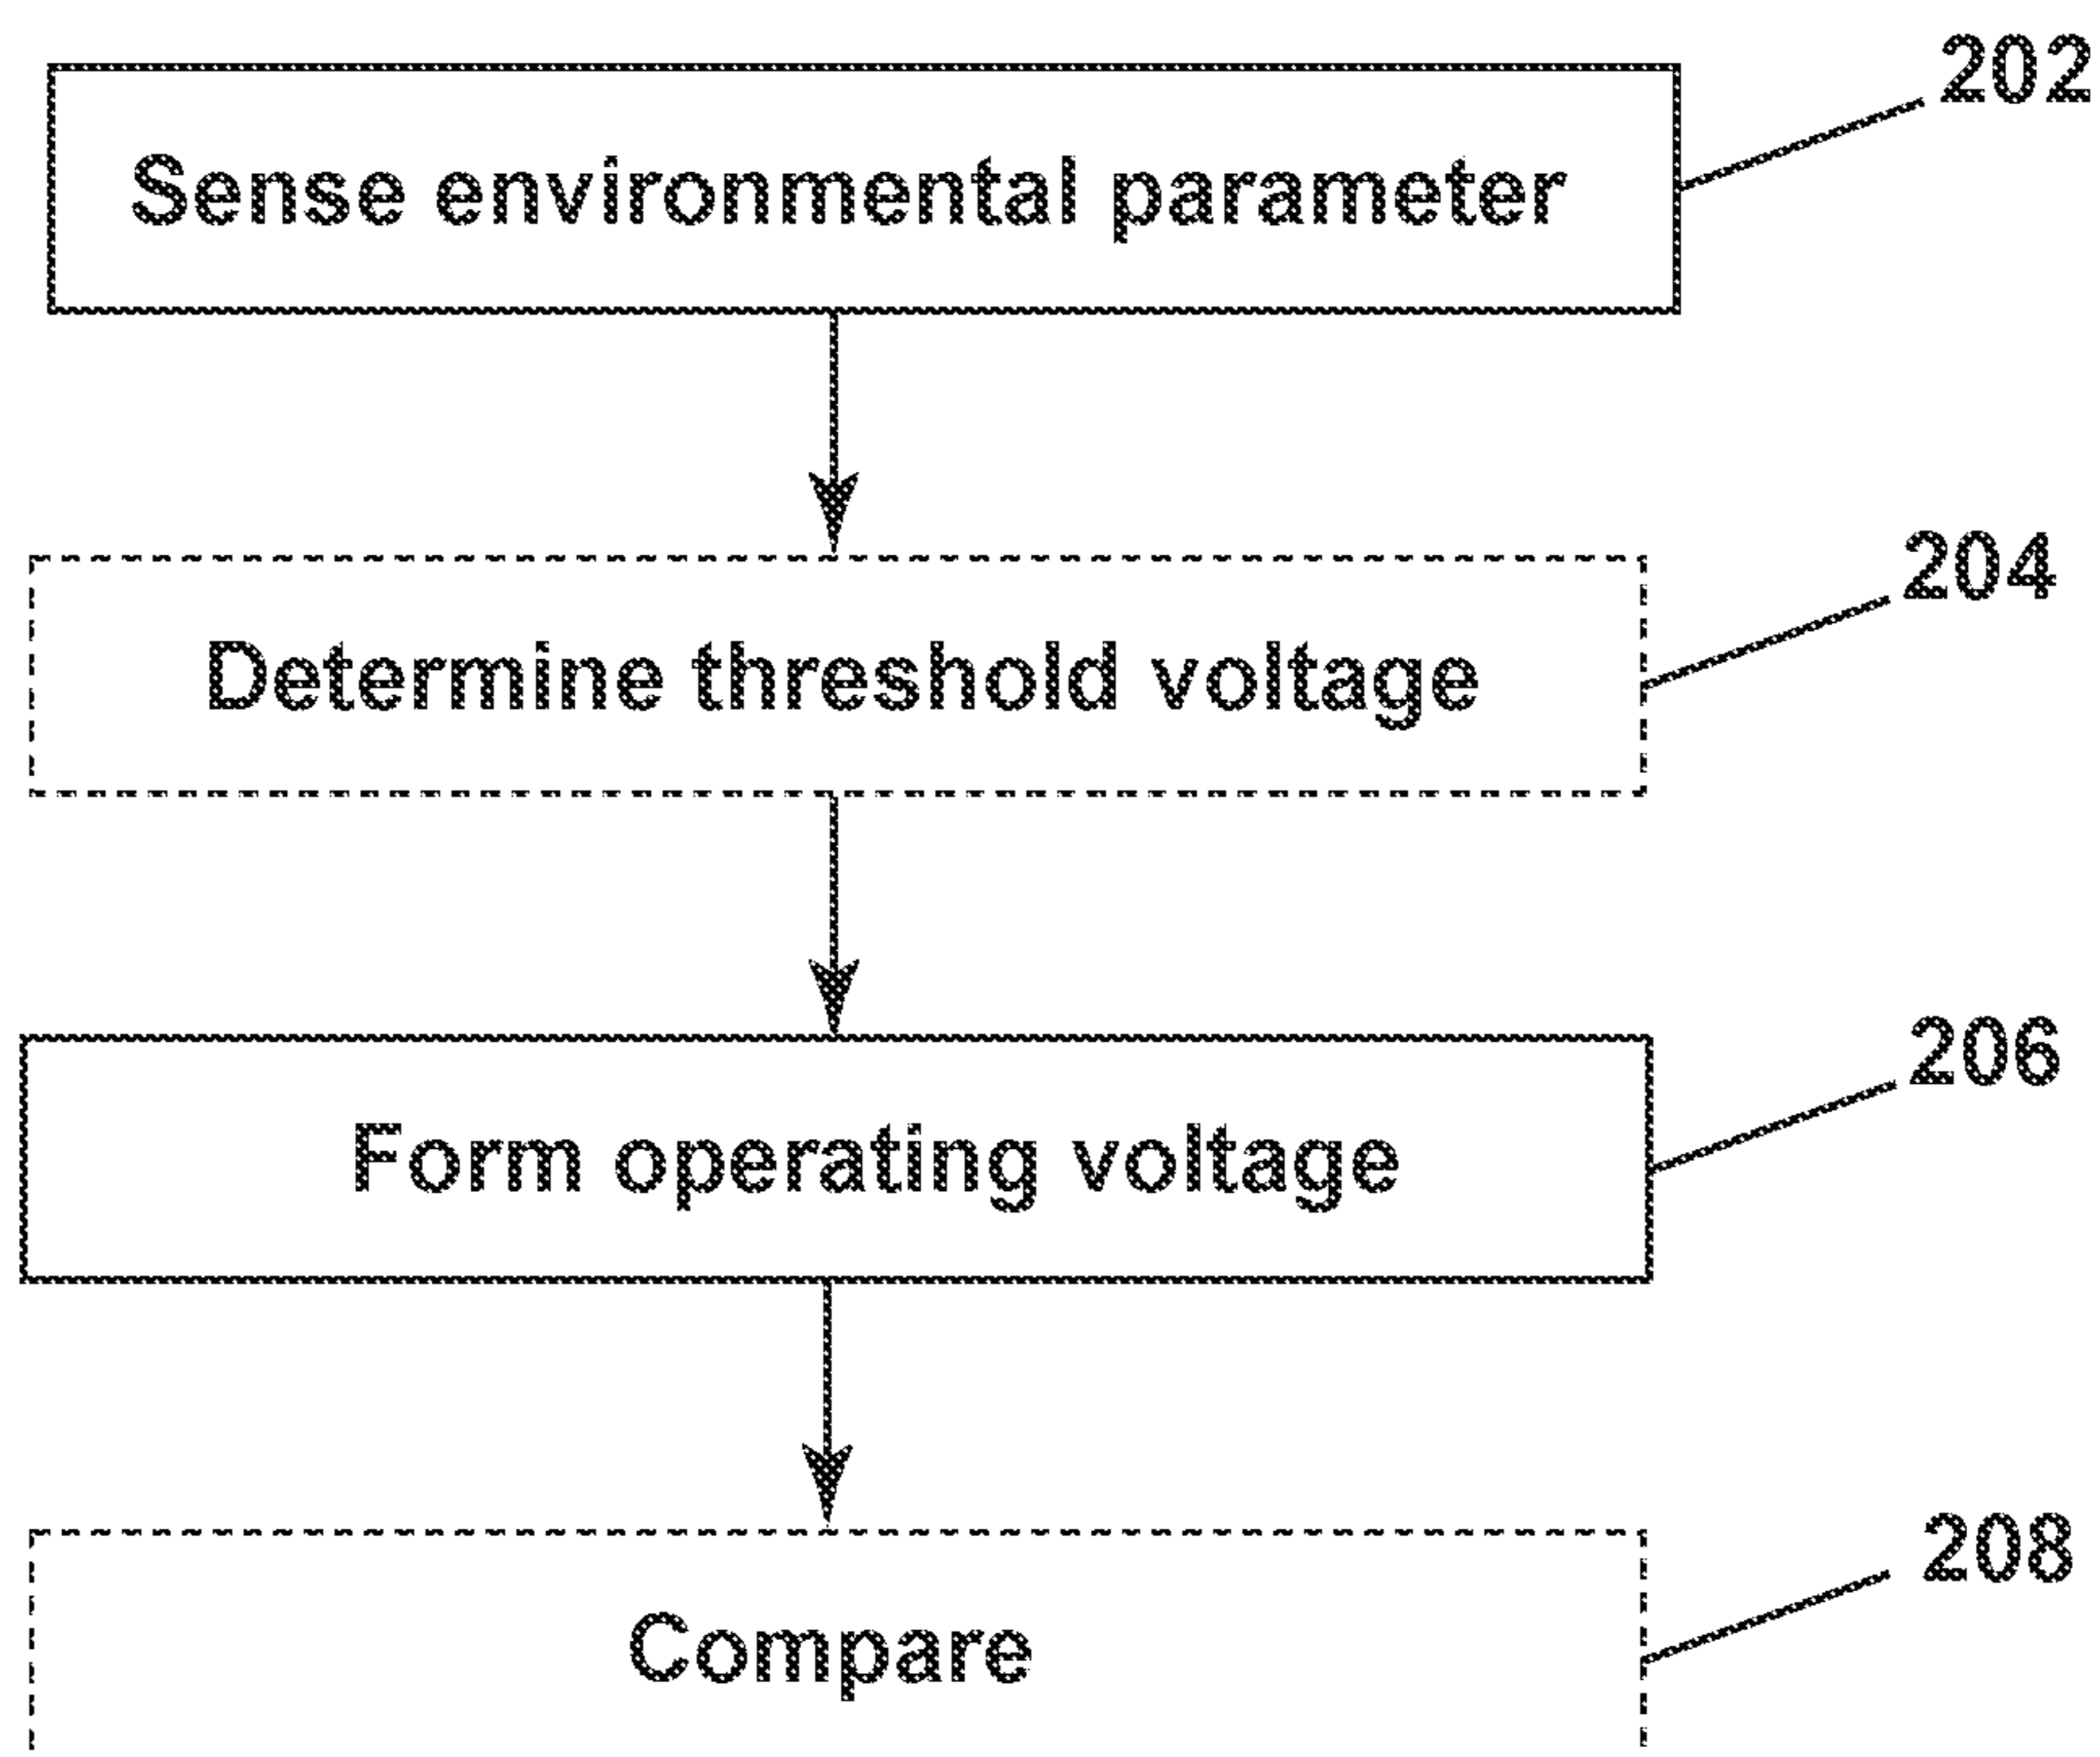 202
Sense environmental parameter
204
Determine threshold voltage
206
Form operating voltage
208
Compare